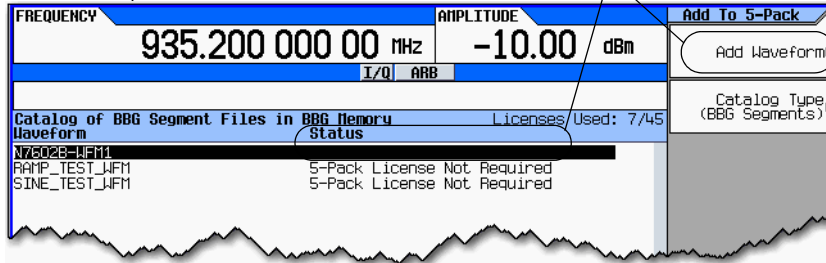 FREQUENCY
AMPLITUDE
935.200 000 00 MHz
-10.00 dBm
I/Q ARB
Catalog of BBG Segment Files in BBG Memory
Licenses Used: 7/45
Waveform
Status
N7602B-WFM1
RAMP_TEST_WFM 5-Pack License Not Required
SINE_TEST_WFM 5-Pack License Not Required
Add To 5-Pack
Add Waveform
Catalog Type
(BBG Segments)